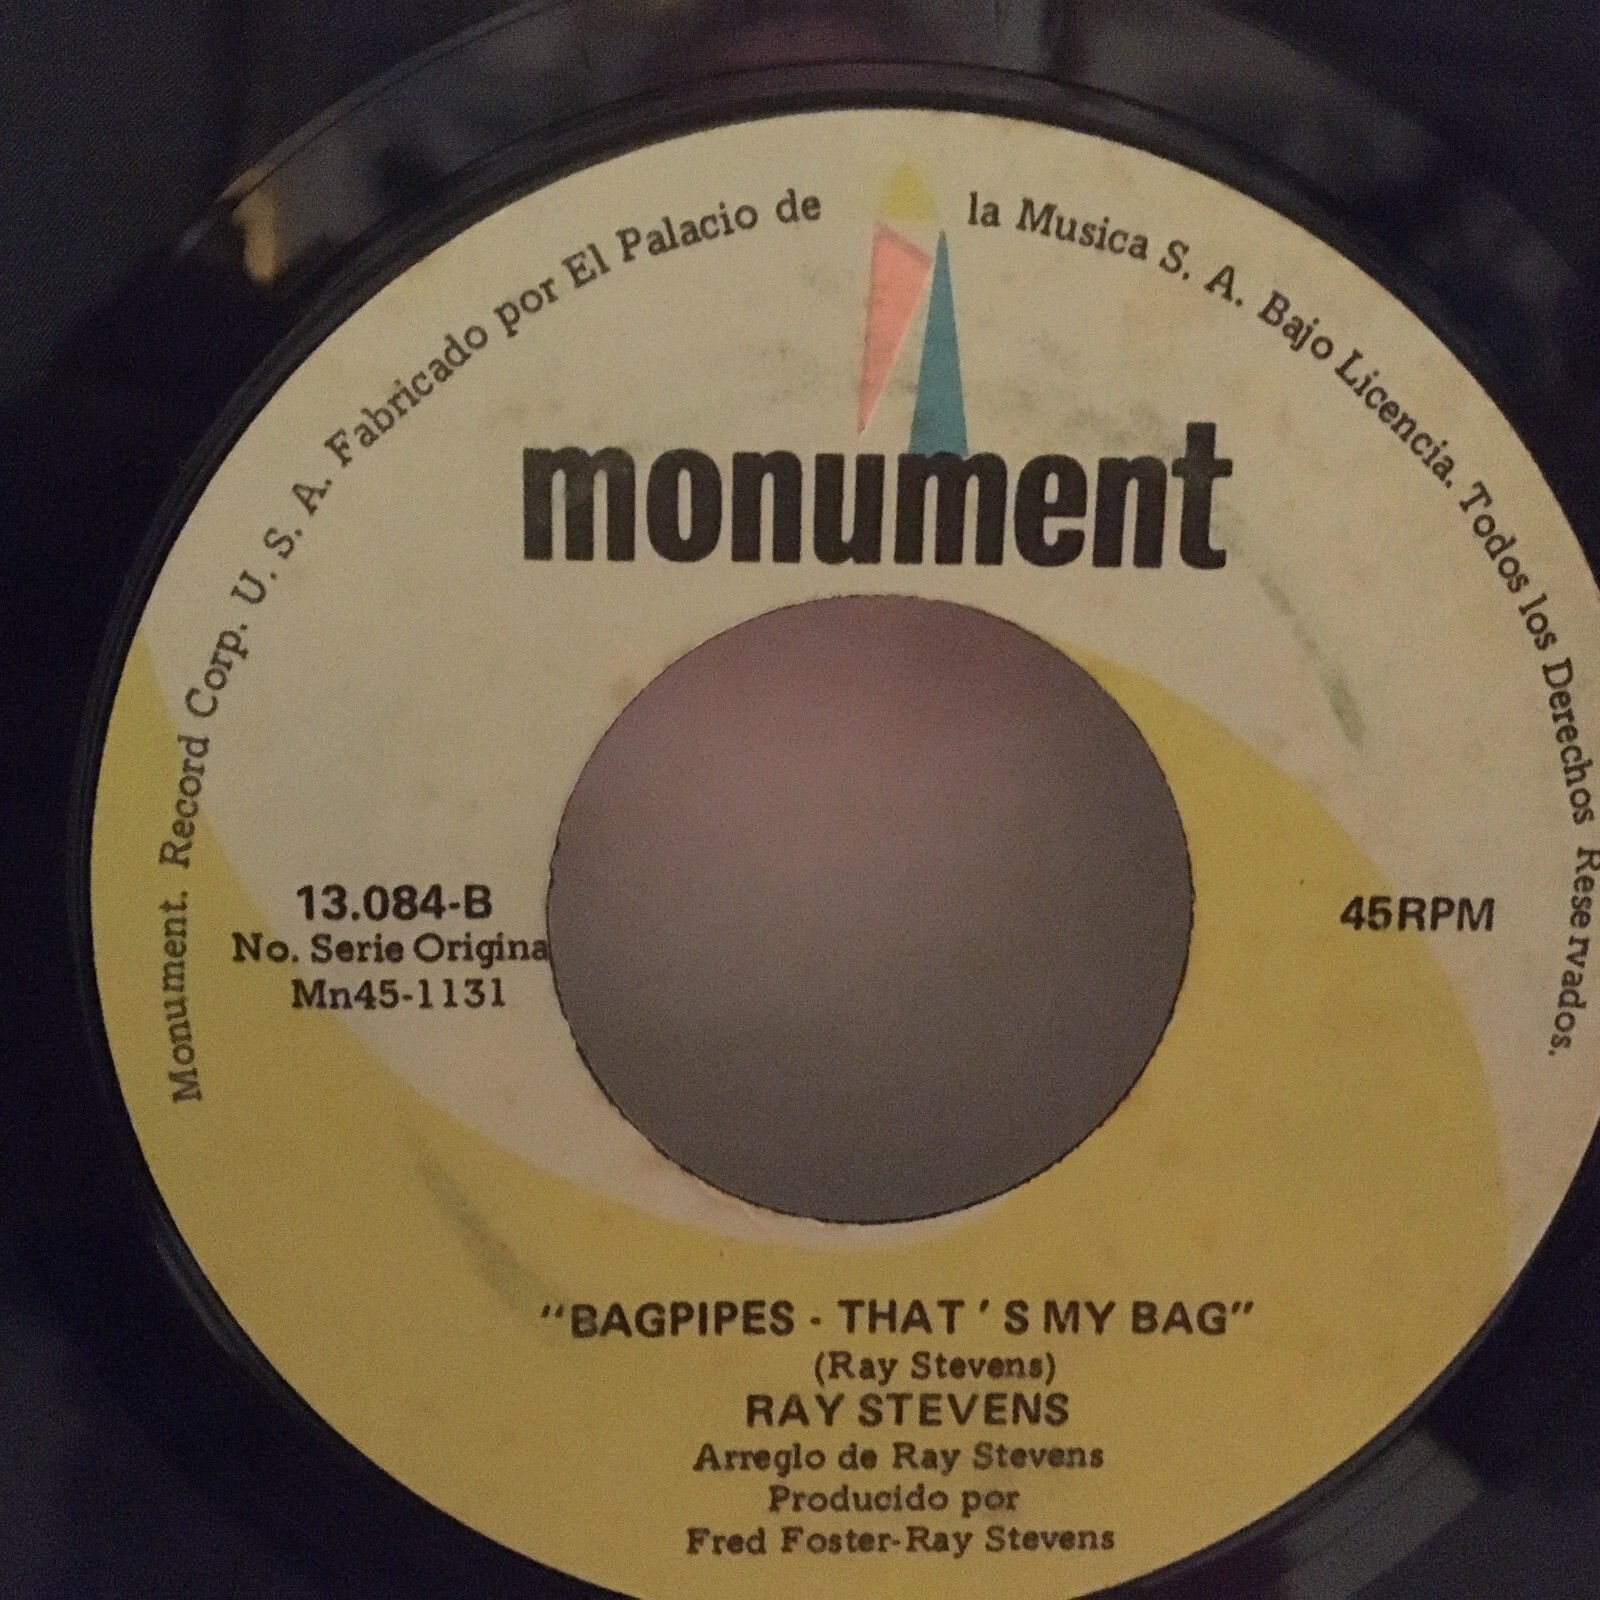 Monument. Record Corp. U. S. A. Fabricado por El Palacio de la Musica S. A. Bajo Licencia. Todos los Derechos Reservados.
monument
13.084-B
No. Serie Origina
Mn45-1131
45RPM
"BAGPIPES - THAT'S MY BAG"
(Ray Stevens)
RAY STEVENS
Arreglo de Ray Stevens
Producido por
Fred Foster-Ray Stevens